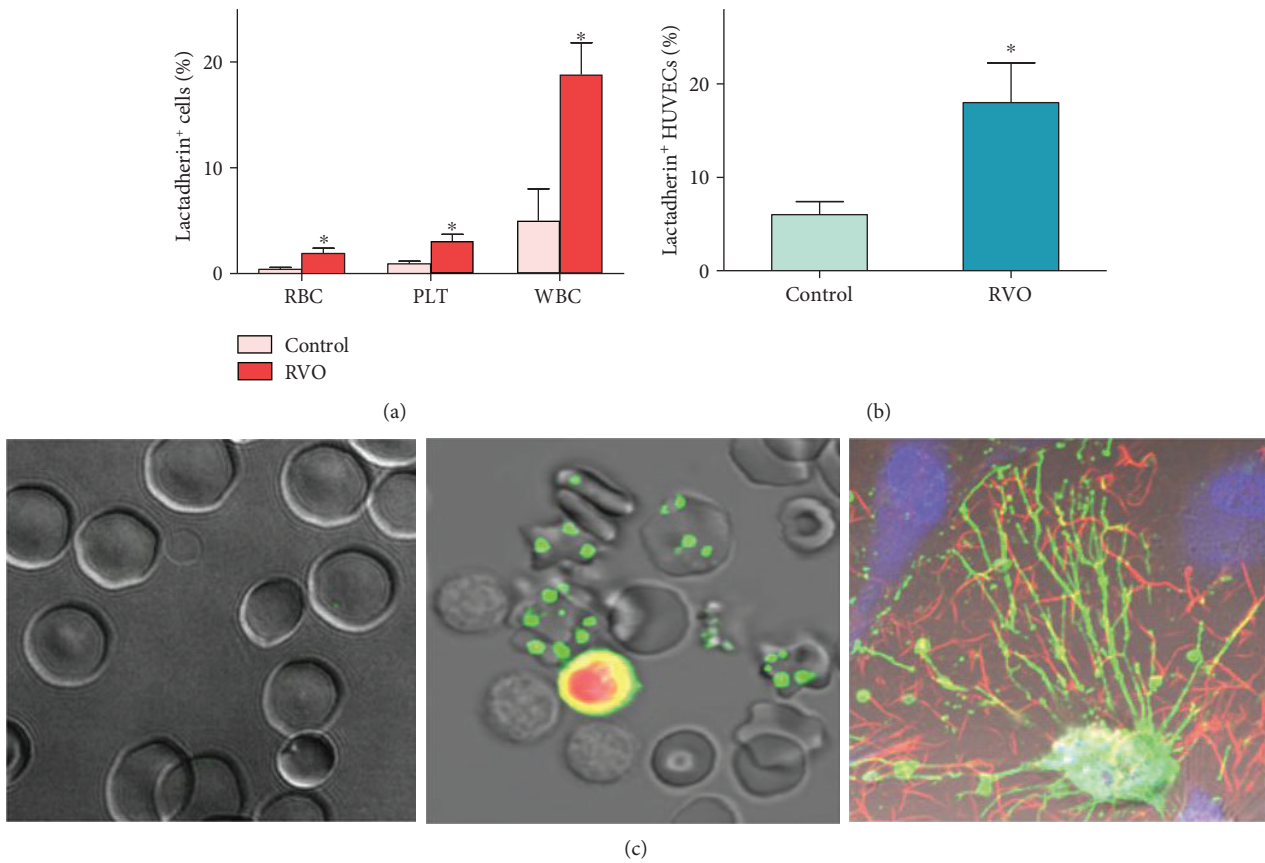 Lactadherin⁺ cells (%)
20
10
0
*
*
*
RBC
PLT
WBC
Control
RVO
(a)
Lactadherin⁺ HUVECs (%)
20
10
0
*
Control
RVO
(b)
(c)